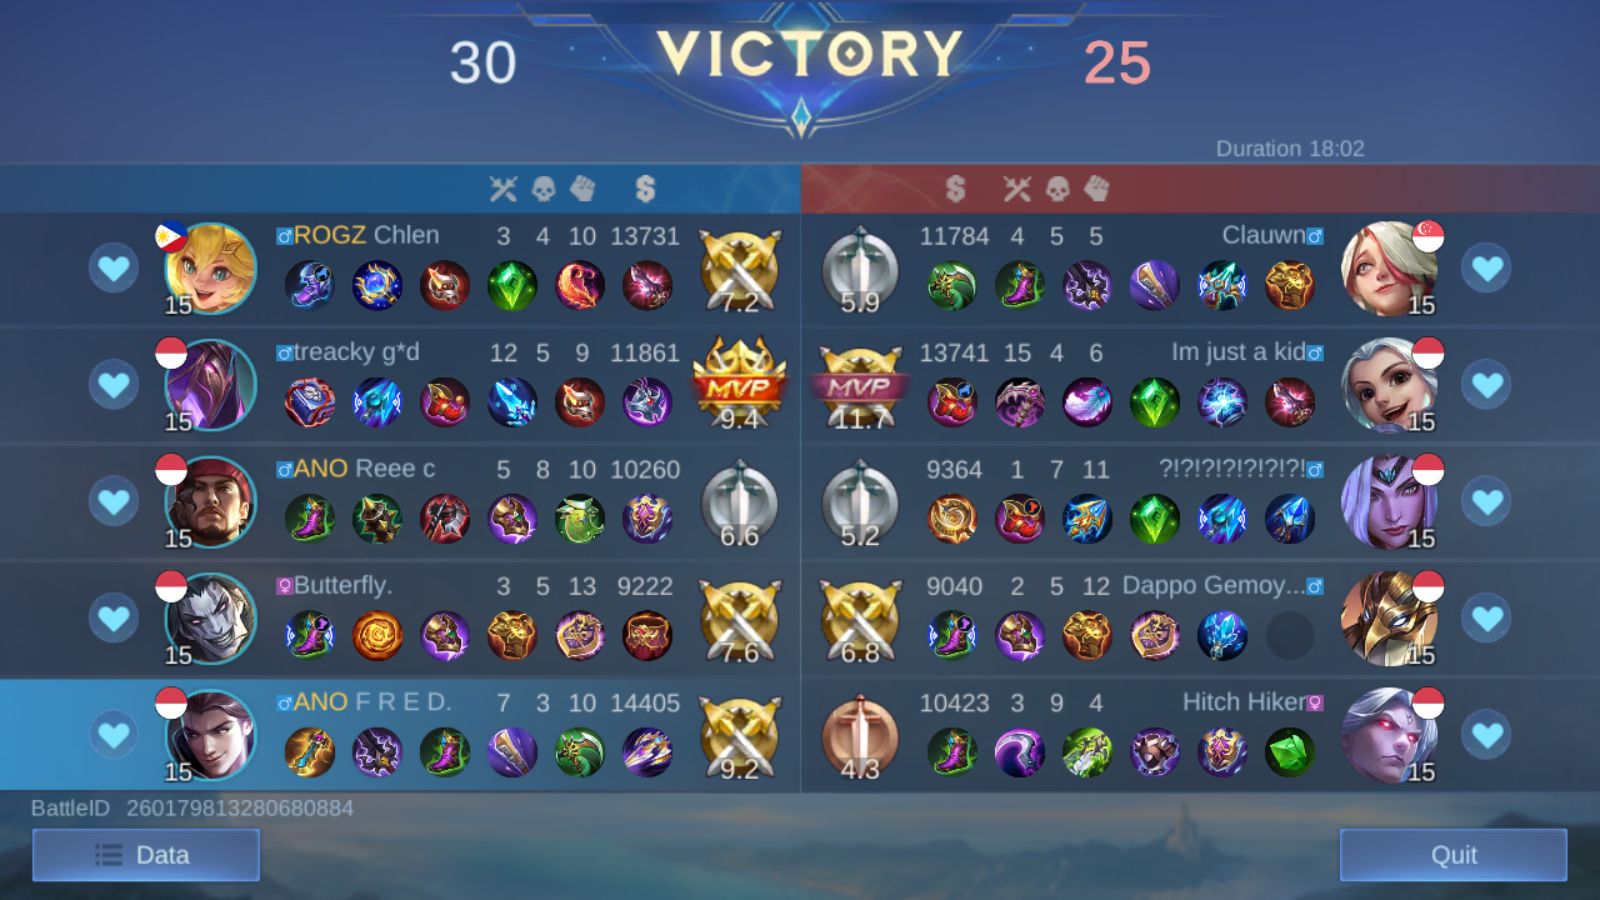 30 VICTORY 25
Duration 18:02
ROGZ Chlen 3 4 10 13731 7.2
15
11784 4 5 5 Clauwn 5.9
15
treacky g*d 12 5 9 11861 MVP 9.4
15
13741 15 4 6 Im just a kid MVP 11.7
15
ANO Reee c 5 8 10 10260 6.6
15
9364 1 7 11 ?!?!?!?!?!?!?! 5.2
15
Butterfly. 3 5 13 9222 7.6
15
9040 2 5 12 Dappo Gemoy... 6.8
15
ANO F R E D. 7 3 10 14405 9.2
15
10423 3 9 4 Hitch Hiker 4.3
15
BattleID 260179813280680884
Data
Quit